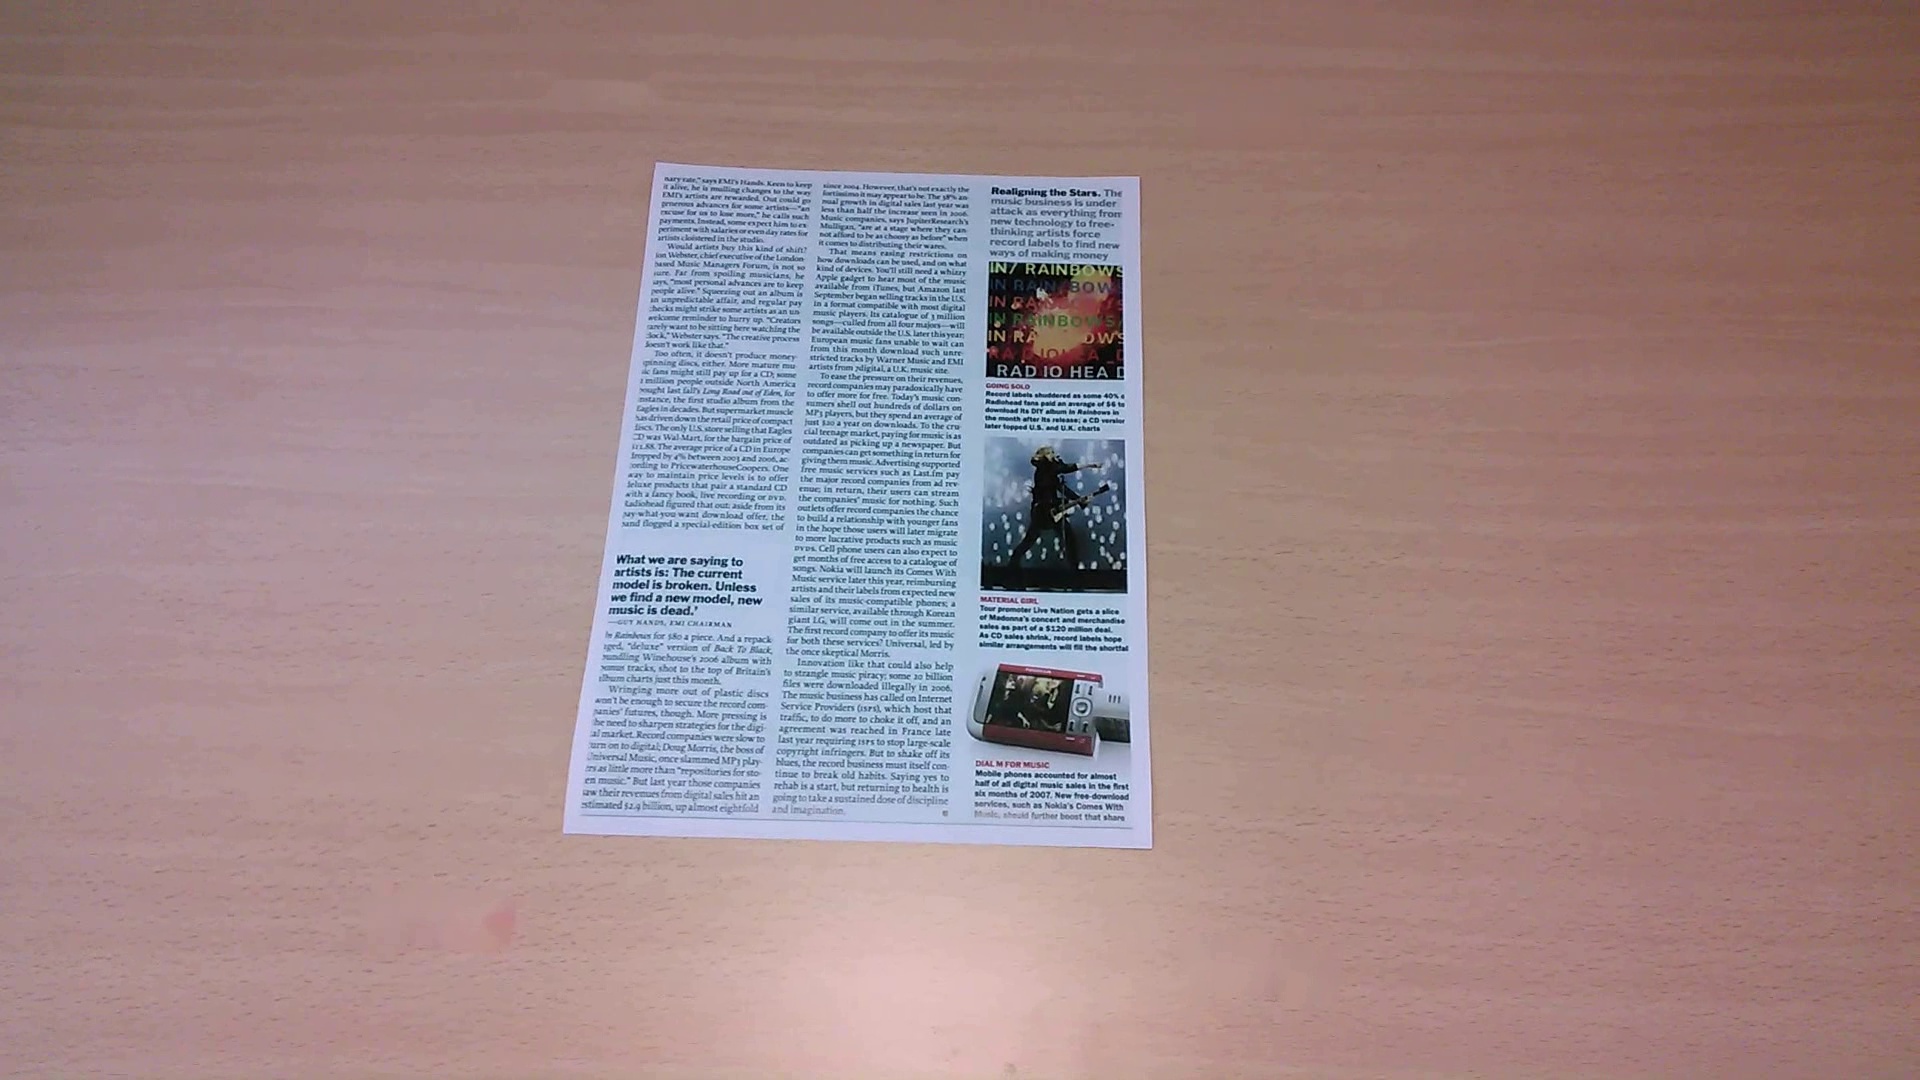 nary rate," says EMI's Hands. Keen to keep
it alive, he is mulling changes to the way
EMI's artists are rewarded. Out could go
generous advances for some artists—"an
excuse for us to lose more," he calls such
payments. Instead, some expect him to ex-
periment with salaries or even day rates for
artists cloistered in the studio.
Would artists buy this kind of shift?
Jon Webster, chief executive of the London
based Music Managers Forum, is not so
sure. Far from spoiling musicians, he
says, "most personal advances are to keep
people alive." Squeezing out an album is
an unpredictable affair, and regular pay
checks might strike some artists as an un-
welcome reminder to hurry up. "Creators
rarely want to be sitting here watching the
clock," Webster says. "The creative process
doesn't work like that."
Too often, it doesn't produce money-
spinning discs, either. More mature mu-
sic fans might still pay up for a CD; some
million people outside North America
bought last fall's Long Road out of Eden, for
instance, the first studio album from the
Eagles in decades. But supermarket muscle
has driven down the retail price of compact
discs. The only U.S. store selling that Eagles
CD was Wal-Mart, for the bargain price of
$11.88. The average price of a CD in Europe
dropped by 4% between 2003 and 2006, ac-
cording to PricewaterhouseCoopers. One
way to maintain price levels is to offer
deluxe products that pair a standard CD
with a fancy book, live recording or DVD.
Radiohead figured that out: aside from its
pay-what-you want download offer, the
band flogged a special-edition box set of
What we are saying to
artists is: The current
model is broken. Unless
we find a new model, new
music is dead.'
—GUY HANDS, EMI CHAIRMAN
In Rainbows for $80 a piece. And a repack
aged, "deluxe" version of Back To Black,
bundling Winehouse's 2006 album with
bonus tracks, shot to the top of Britain's
album charts just this month.
Wringing more out of plastic discs
won't be enough to secure the record com-
panies' futures, though. More pressing is
the need to sharpen strategies for the digi-
tal market. Record companies were slow to
turn on to digital; Doug Morris, the boss of
Universal Music, once slammed MP3 play-
ers as little more than "repositories for sto-
en music." But last year those companies
saw their revenues from digital sales hit an
estimated $2.9 billion, up almost eightfold
since 2004. However, that's not exactly the
fortissimo it may appear to be. The 38% an-
nual growth in digital sales last year was
less than half the increase seen in 2006.
Music companies, says JupiterResearch's
Mulligan, "are at a stage where they can-
not afford to be as choosy as before" when
it comes to distributing their wares.
That means easing restrictions on
how downloads can be used, and on what
kind of devices. You'll still need a whizzy
Apple gadget to hear most of the music
available from iTunes, but Amazon last
September began selling tracks in the U.S.
in a format compatible with most digital
music players. Its catalogue of 3 million
songs—culled from all four majors—will
be available outside the U.S. later this year;
European music fans unable to wait can
from this month download such unre-
stricted tracks by Warner Music and EMI
artists from 7digital, a U.K. music site.
To ease the pressure on their revenues,
record companies may paradoxically have
to offer more for free. Today's music con-
sumers shell out hundreds of dollars on
MP3 players, but they spend an average of
just $20 a year on downloads. To the cru-
cial teenage market, paying for music is as
outdated as picking up a newspaper. But
companies can get something in return for
giving them music. Advertising-supported
free music services such as Last.fm pay
the major record companies from ad rev-
enue; in return, their users can stream
the companies' music for nothing. Such
outlets offer record companies the chance
to build a relationship with younger fans
in the hope those users will later migrate
to more lucrative products such as music
DVDs. Cell phone users can also expect to
get months of free access to a catalogue of
songs. Nokia will launch its Comes With
Music service later this year, reimbursing
artists and their labels from expected new
sales of its music-compatible phones; a
similar service, available through Korean
giant LG, will come out in the summer.
The first record company to offer its music
for both these services? Universal, led by
the once skeptical Morris.
Innovation like that could also help
to strangle music piracy; some 20 billion
files were downloaded illegally in 2006.
The music business has called on Internet
Service Providers (ISPs), which host that
traffic, to do more to choke it off, and an
agreement was reached in France late
last year requiring ISPs to stop large-scale
copyright infringers. But to shake off its
blues, the record business must itself con-
tinue to break old habits. Saying yes to
rehab is a start, but returning to health is
going to take a sustained dose of discipline
and imagination.
Realigning the Stars. The
music business is under
attack as everything from
new technology to free-
thinking artists force
record labels to find new
ways of making money
IN/ RAINBOWS
IN RAIN/BOWS
IN RAINBOWS
IN RAINBOWS/
IN RA DOWS
RAD IOHEA_D
RAD IO HEA D
GOING SOLO
Record labels shuddered as some 40% o
Radiohead fans paid an average of $6 to
download its DIY album In Rainbows in
the month after its release; a CD version
later topped U.S. and U.K. charts
MATERIAL GIRL
Tour promoter Live Nation gets a slice
of Madonna's concert and merchandise
sales as part of a $120 million deal.
As CD sales shrink, record labels hope
similar arrangements will fill the shortfal
DIAL M FOR MUSIC
Mobile phones accounted for almost
half of all digital music sales in the first
six months of 2007. New free-download
services, such as Nokia's Comes With
Music, should further boost that share